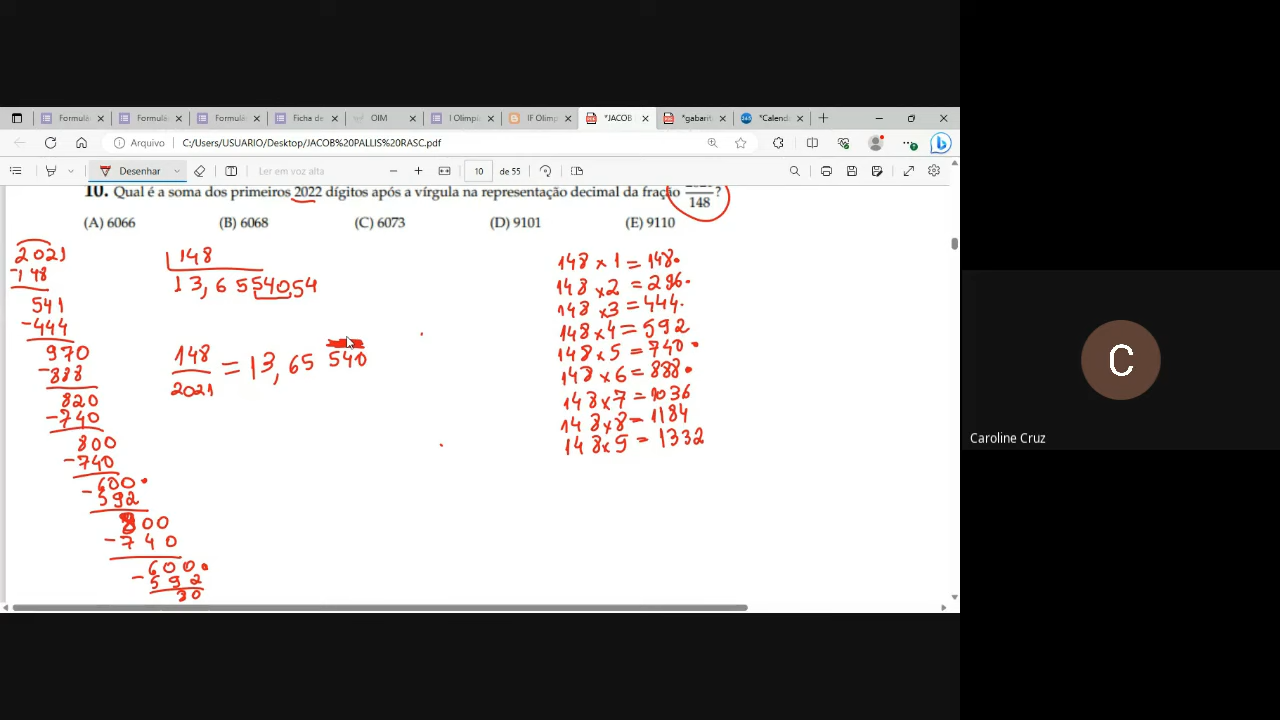 Formulá
Formulá
Formulá
Ficha de
OIM
I Olimpí
IF Olimp
*JACOB
*gabarit
*Calenda
Arquivo
C:/Users/USUARIO/Desktop/JACOB%20PALLIS%20RASC.pdf
Desenhar
Ler em voz alta
10
de 55
10. Qual é a soma dos primeiros 2022 dígitos após a vírgula na representação decimal da fração
148
?
(A) 6066 (B) 6068 (C) 6073 (D) 9101 (E) 9110
2021
-148
541
-444
970
-888
820
-740
800
-740
600
-592
800
-740
600
-592
80
148
13,6554054
148
2021
= 13,65 540
148 × 1 = 148
148 × 2 = 296
148 × 3 = 444
148 × 4 = 592
148 × 5 = 740
148 × 6 = 888
148 × 7 = 1036
148 × 8 = 1184
148 × 9 = 1332
C
Caroline Cruz